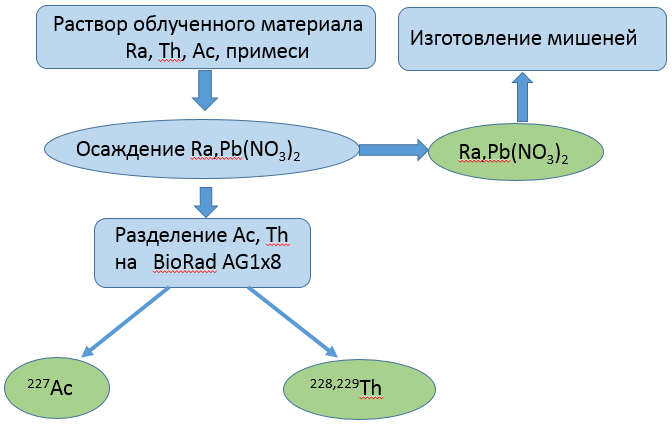 Раствор облученного материала
Ra, Th, Ac, примеси
Изготовление мишеней
Осаждение Ra,Pb(NO₃)₂
Ra,Pb(NO₃)₂
Разделение Ac, Th
на BioRad AG1x8
²²⁷Ac
²²⁸,²²⁹Th